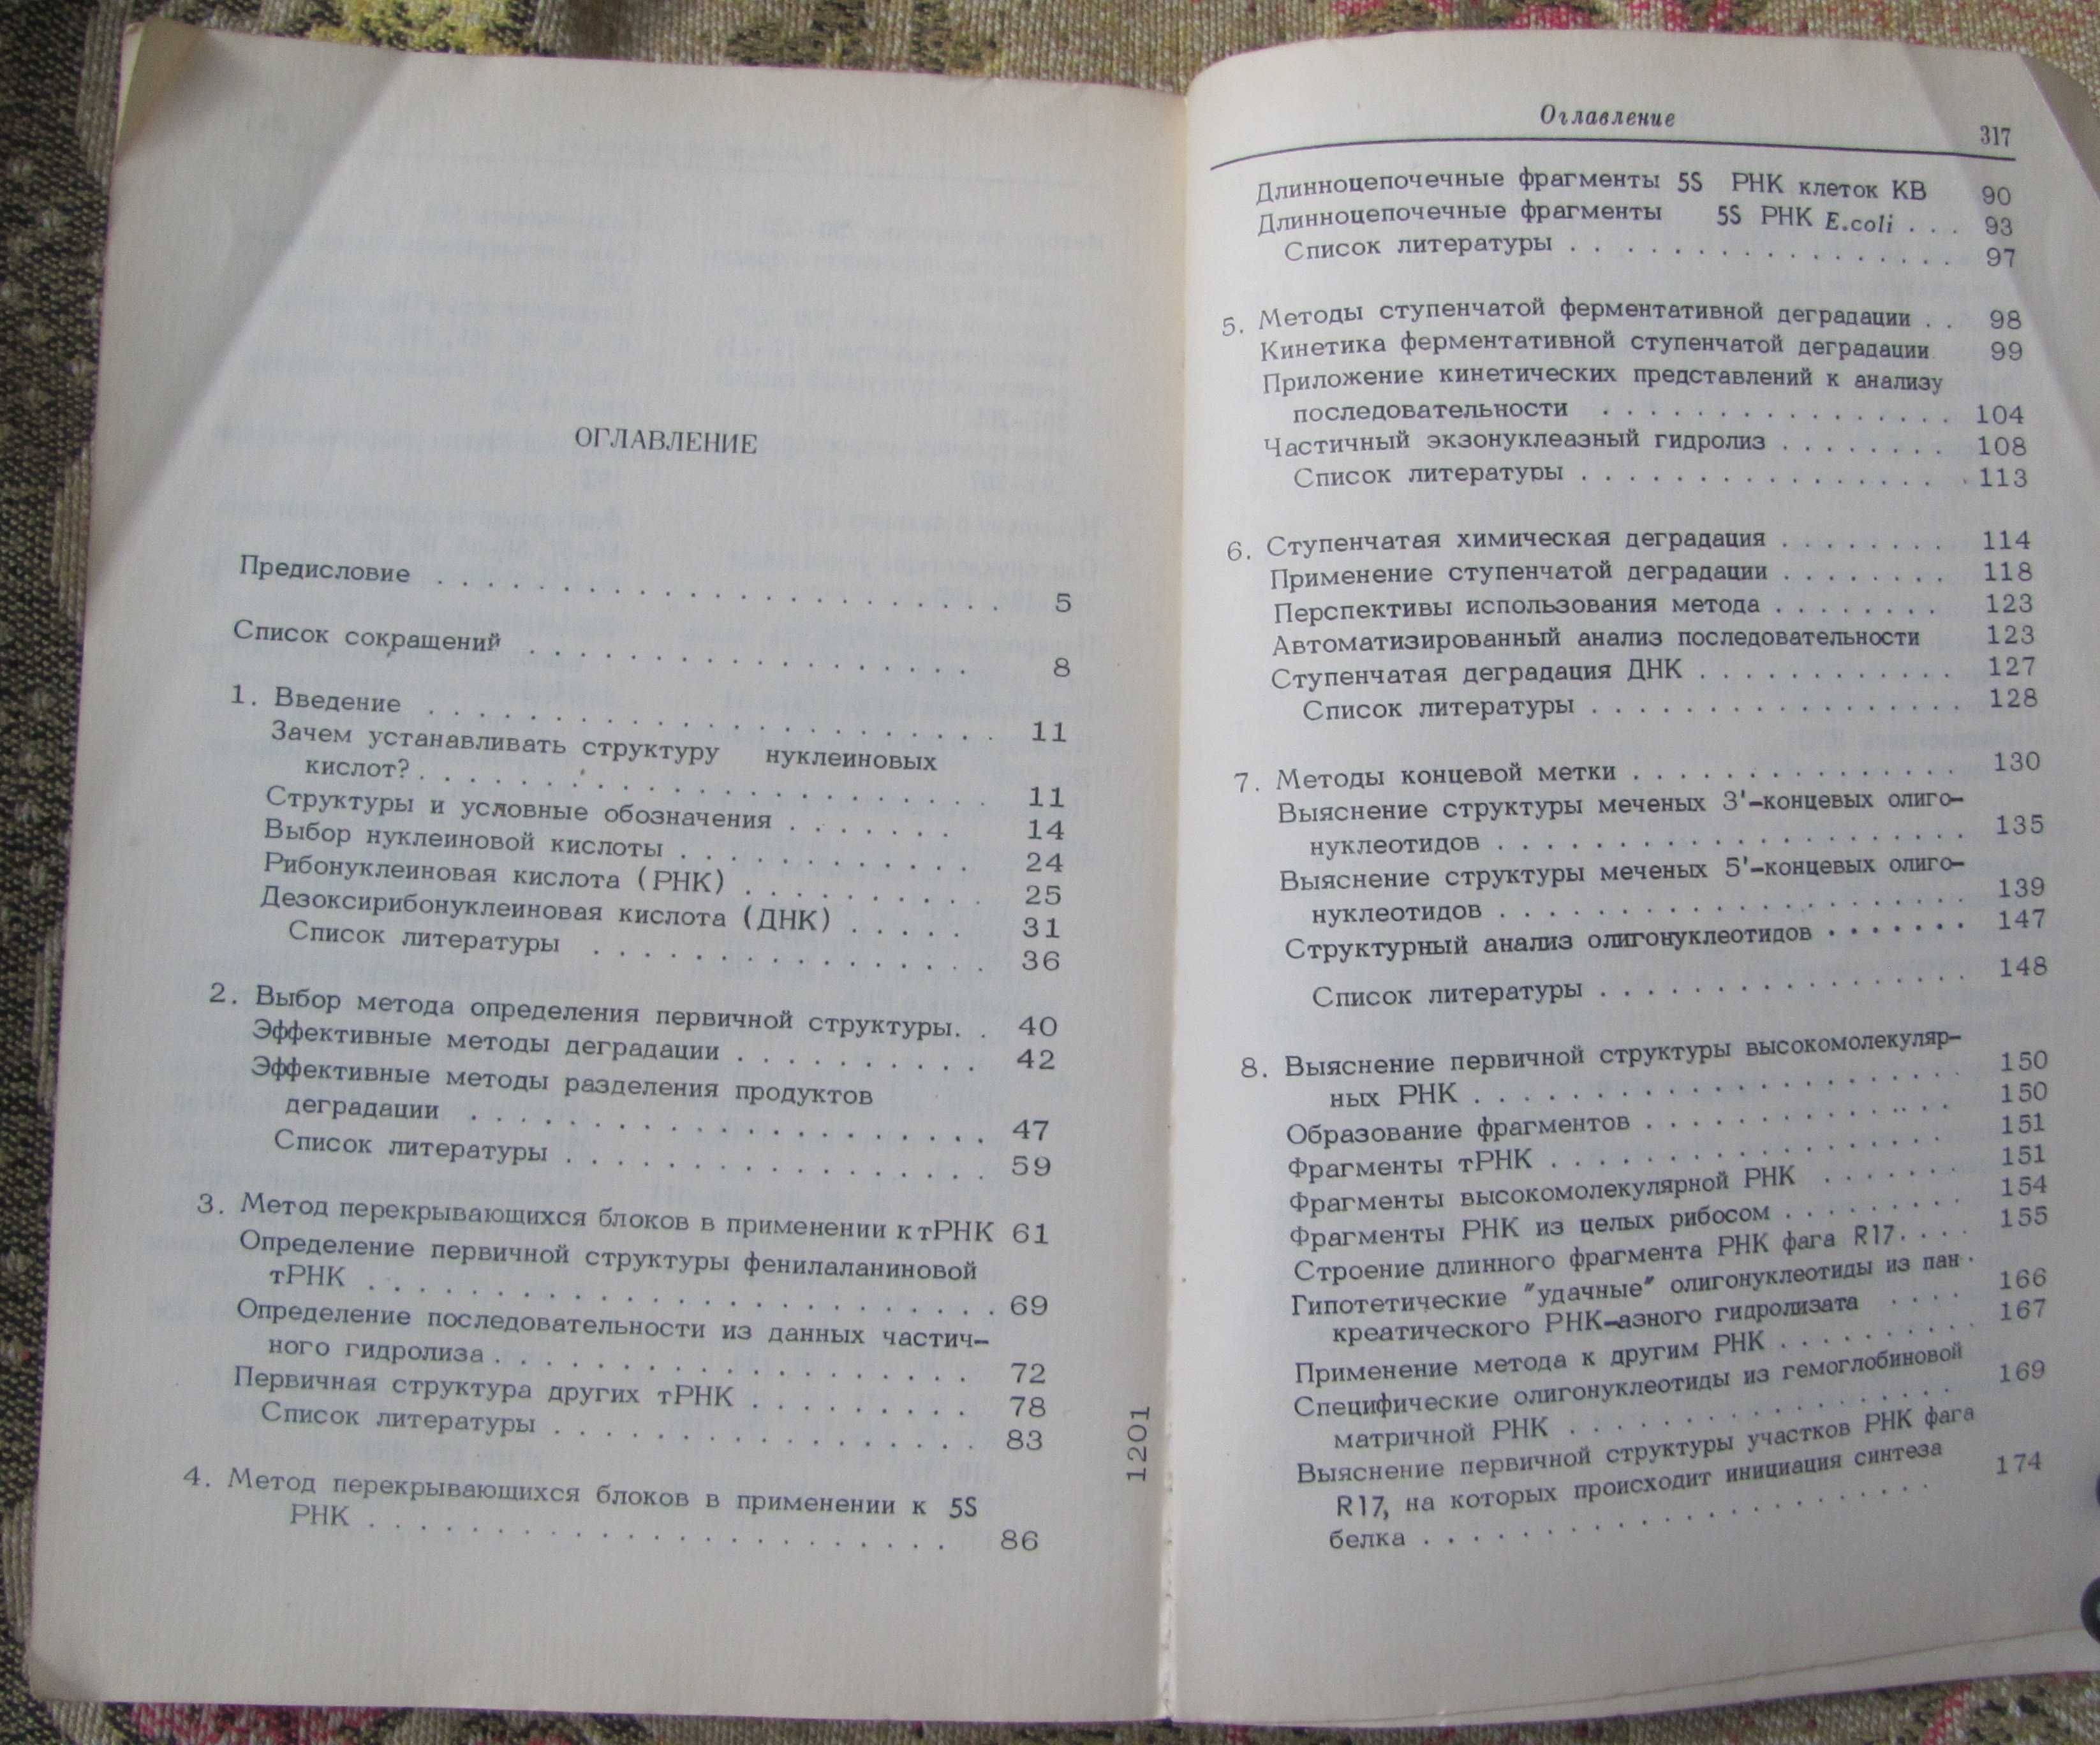 ОГЛАВЛЕНИЕ
Предисловие . . . . . . . . . . . . . . . . . . . . . . 5
Список сокращений . . . . . . . . . . . . . . . . . . 8
1. Введение . . . . . . . . . . . . . . . . . . . . . . 11
Зачем устанавливать структуру нуклеиновых
кислот? . . . . . . . . . . . . . . . . . . . . . . 11
Структуры и условные обозначения . . . . . . . 14
Выбор нуклеиновой кислоты . . . . . . . . . . . . 24
Рибонуклеиновая кислота (РНК) . . . . . . . . . 25
Дезоксирибонуклеиновая кислота (ДНК) . . . . . 31
Список литературы . . . . . . . . . . . . . . . 36
2. Выбор метода определения первичной структуры. . 40
Эффективные методы деградации . . . . . . . . . 42
Эффективные методы разделения продуктов
деградации . . . . . . . . . . . . . . . . . . . 47
Список литературы . . . . . . . . . . . . . . . . 59
3. Метод перекрывающихся блоков в применении к тРНК 61
Определение первичной структуры фенилаланиновой
тРНК . . . . . . . . . . . . . . . . . . . . . . . 69
Определение последовательности из данных частич-
ного гидролиза . . . . . . . . . . . . . . . . . 72
Первичная структура других тРНК . . . . . . . . . 78
Список литературы . . . . . . . . . . . . . . . . 83
4. Метод перекрывающихся блоков в применении к 5S
РНК . . . . . . . . . . . . . . . . . . . . . . . 86
1201
Оглавление
317
Длинноцепочечные фрагменты 5S РНК клеток КВ 90
Длинноцепочечные фрагменты 5S РНК E.coli . . . 93
Список литературы . . . . . . . . . . . . . . . . 97
5. Методы ступенчатой ферментативной деградации . . 98
Кинетика ферментативной ступенчатой деградации 99
Приложение кинетических представлений к анализу
последовательности . . . . . . . . . . . . . . 104
Частичный экзонуклеазный гидролиз . . . . . . . 108
Список литературы . . . . . . . . . . . . . . . . 113
6. Ступенчатая химическая деградация . . . . . . . . 114
Применение ступенчатой деградации . . . . . . . . 118
Перспективы использования метода . . . . . . . . 123
Автоматизированный анализ последовательности 123
Ступенчатая деградация ДНК . . . . . . . . . . . . 127
Список литературы . . . . . . . . . . . . . . . . . 128
7. Методы концевой метки . . . . . . . . . . . . . . 130
Выяснение структуры меченых 3'-концевых олиго-
нуклеотидов . . . . . . . . . . . . . . . . . . . 135
Выяснение структуры меченых 5'-концевых олиго-
нуклеотидов . . . . . . . . . . . . . . . . . . . 139
Структурный анализ олигонуклеотидов . . . . . . . 147
Список литературы . . . . . . . . . . . . . . . . 148
8. Выяснение первичной структуры высокомолекуляр-
ных РНК . . . . . . . . . . . . . . . . . . . . 150
Образование фрагментов . . . . . . . . . . . . . 150
Фрагменты тРНК . . . . . . . . . . . . . . . . . 151
Фрагменты высокомолекулярной РНК . . . . . . . 151
Фрагменты РНК из целых рибосом . . . . . . . . . 154
Строение длинного фрагмента РНК фага R17. . . . 155
Гипотетические "удачные" олигонуклеотиды из пан-
креатического РНК-азного гидролизата . . . . 166
Применение метода к другим РНК . . . . . . . . . 167
Специфические олигонуклеотиды из гемоглобиновой
матричной РНК . . . . . . . . . . . . . . . . . 169
Выяснение первичной структуры участков РНК фага
R17, на которых происходит инициация синтеза
белка . . . . . . . . . . . . . . . . . . . . . . 174